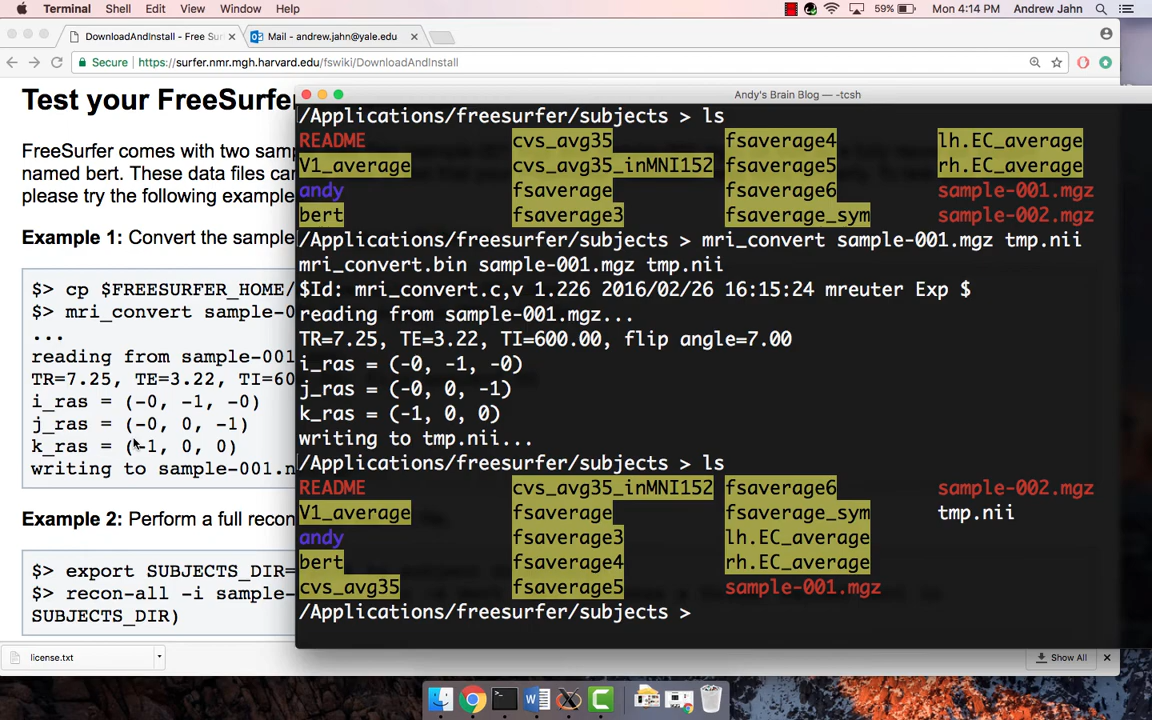 Terminal Shell Edit View Window Help 59% Mon 4:14 PM Andrew Jahn
DownloadAndInstall - Free Sur Mail - andrew.jahn@yale.edu
Secure https://surfer.nmr.mgh.harvard.edu/fswiki/DownloadAndInstall
Test your FreeSurfe
FreeSurfer comes with two sam
named bert. These data files ca
please try the following example
Example 1: Convert the sample
$> cp $FREESURFER_HOME/
$> mri_convert sample-0
...
reading from sample-001
TR=7.25, TE=3.22, TI=60
i_ras = (-0, -1, -0)
j_ras = (-0, 0, -1)
k_ras = (-1, 0, 0)
writing to sample-001.n
Example 2: Perform a full recon
$> export SUBJECTS_DIR=
$> recon-all -i sample-
SUBJECTS_DIR)
license.txt
Show All
Andy's Brain Blog — -tcsh
/Applications/freesurfer/subjects > ls
README cvs_avg35 fsaverage4 lh.EC_average
V1_average cvs_avg35_inMNI152 fsaverage5 rh.EC_average
andy fsaverage fsaverage6 sample-001.mgz
bert fsaverage3 fsaverage_sym sample-002.mgz
/Applications/freesurfer/subjects > mri_convert sample-001.mgz tmp.nii
mri_convert.bin sample-001.mgz tmp.nii
$Id: mri_convert.c,v 1.226 2016/02/26 16:15:24 mreuter Exp $
reading from sample-001.mgz...
TR=7.25, TE=3.22, TI=600.00, flip angle=7.00
i_ras = (-0, -1, -0)
j_ras = (-0, 0, -1)
k_ras = (-1, 0, 0)
writing to tmp.nii...
/Applications/freesurfer/subjects > ls
README cvs_avg35_inMNI152 fsaverage6 sample-002.mgz
V1_average fsaverage fsaverage_sym tmp.nii
andy fsaverage3 lh.EC_average
bert fsaverage4 rh.EC_average
cvs_avg35 fsaverage5 sample-001.mgz
/Applications/freesurfer/subjects >